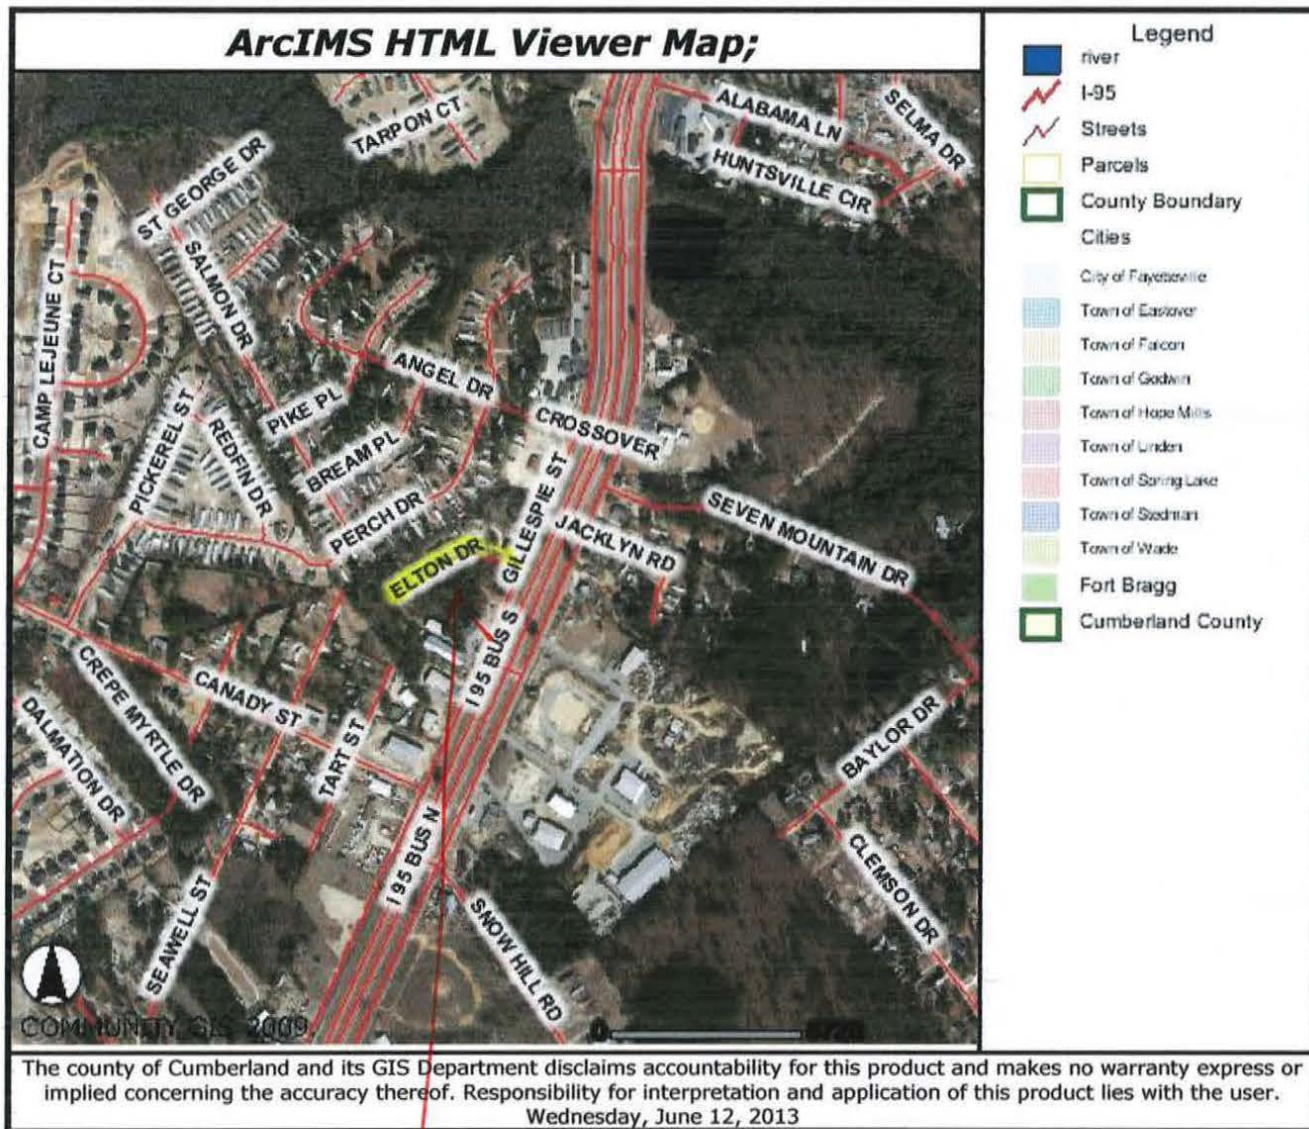 ArcIMS HTML Viewer Map;
Legend
river
I-95
Streets
Parcels
County Boundary
Cities
City of Fayetteville
Town of Eastover
Town of Falcon
Town of Godwin
Town of Hope Mills
Town of Linden
Town of Spring Lake
Town of Stedman
Town of Wade
Fort Bragg
Cumberland County
TARPON CT
ALABAMA LN
SELMA DR
HUNTSVILLE CIR
ST GEORGE DR
SALMON DR
CAMP LEJEUNE CT
ANGEL DR
CROSSOVER
PIKE PL
PICKEREL ST
REDFIN DR
BREAM PL
PERCH DR
GILLESPIE ST
SEVEN MOUNTAIN DR
JACKLYN RD
ELTON DR
I 95 BUS S
CANADY ST
CREPE MYRTLE DR
DALMATION DR
TART ST
BAYLOR DR
I 95 BUS N
CLEMSON DR
SEAWELL ST
SNOW HILL RD
COMMUNITY GIS 2009
0
The county of Cumberland and its GIS Department disclaims accountability for this product and makes no warranty express or
implied concerning the accuracy thereof. Responsibility for interpretation and application of this product lies with the user.
Wednesday, June 12, 2013